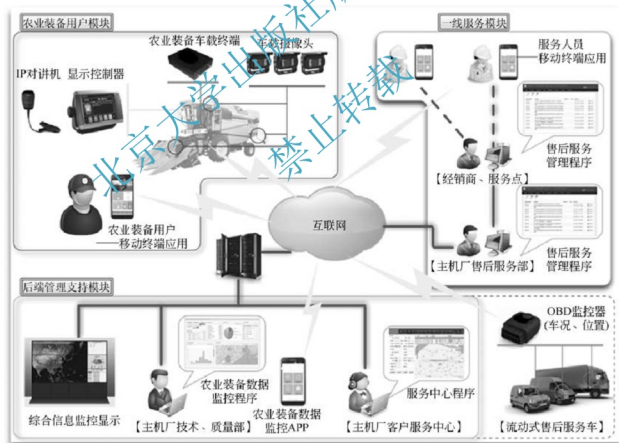 农业装备用户模块
农业装备车载终端
车载摄像头
IP对讲机 显示控制器
农业装备用户
——移动终端应用
一线服务模块
服务人员
移动终端应用
售后服务
管理程序
【经销商、服务点】
互联网
【主机厂售后服务部】
售后服务
管理程序
后端管理支持模块
综合信息监控显示
农业装备数据
监控程序
【主机厂技术、质量部】
农业装备数据
监控APP
服务中心程序
【主机厂客户服务中心】
OBD监控器
(车况、位置)
【流动式售后服务车】
北京大学出版社版
禁止转载